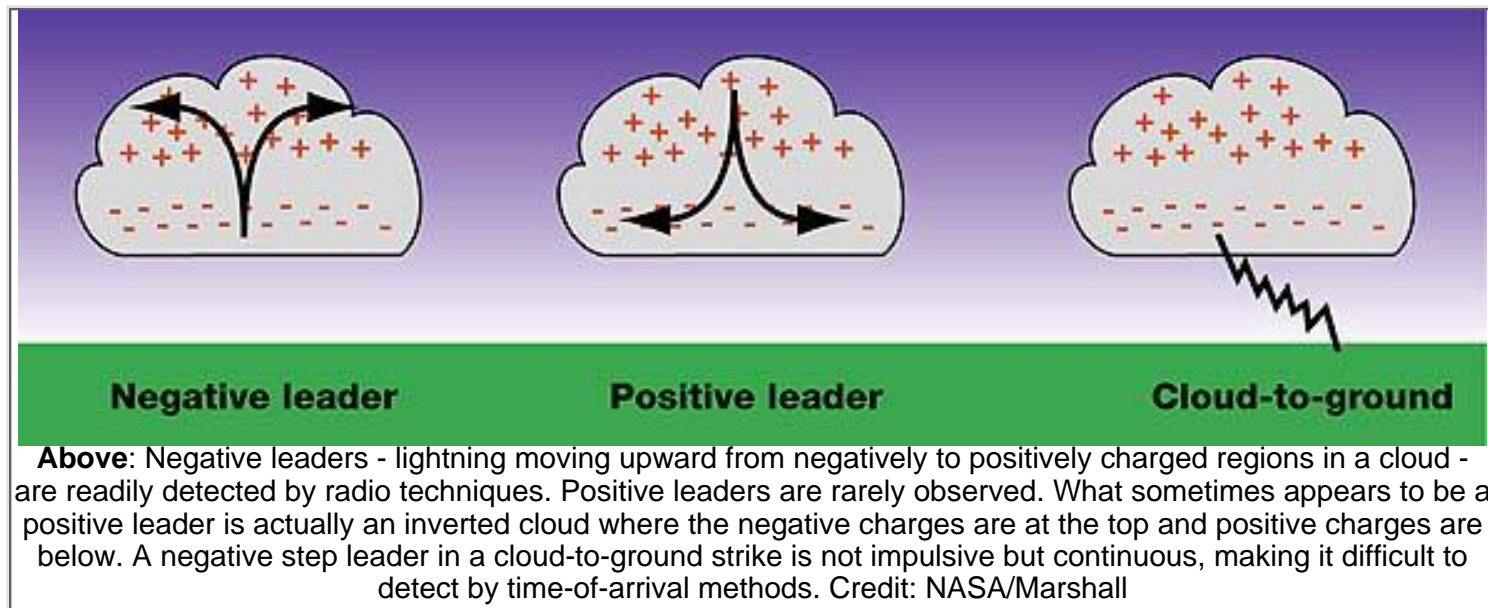 Negative leader
Positive leader
Cloud-to-ground
Above: Negative leaders - lightning moving upward from negatively to positively charged regions in a cloud -
are readily detected by radio techniques. Positive leaders are rarely observed. What sometimes appears to be a
positive leader is actually an inverted cloud where the negative charges are at the top and positive charges are
below. A negative step leader in a cloud-to-ground strike is not impulsive but continuous, making it difficult to
detect by time-of-arrival methods. Credit: NASA/Marshall